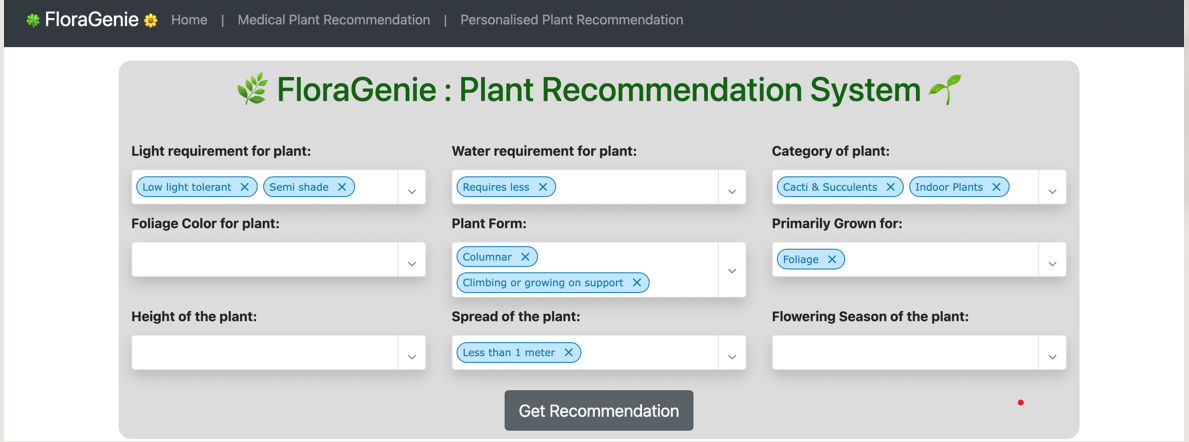 FloraGenie Home | Medical Plant Recommendation | Personalised Plant Recommendation
FloraGenie : Plant Recommendation System
Light requirement for plant: Water requirement for plant: Category of plant:
Low light tolerant Semi shade Requires less Cacti & Succulents Indoor Plants
Foliage Color for plant: Plant Form: Primarily Grown for:
Columnar Foliage
Climbing or growing on support
Height of the plant: Spread of the plant: Flowering Season of the plant:
Less than 1 meter
Get Recommendation